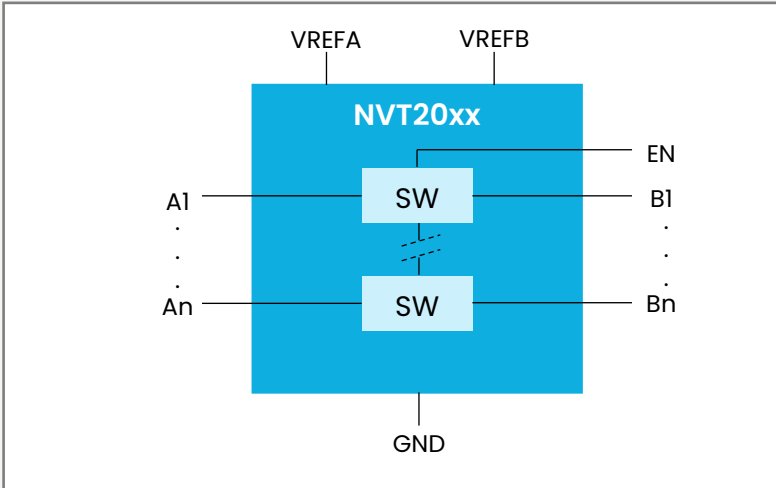 VREFA VREFB
NVT20xx
EN
A1 SW B1
. .
. .
. .
An SW Bn
GND